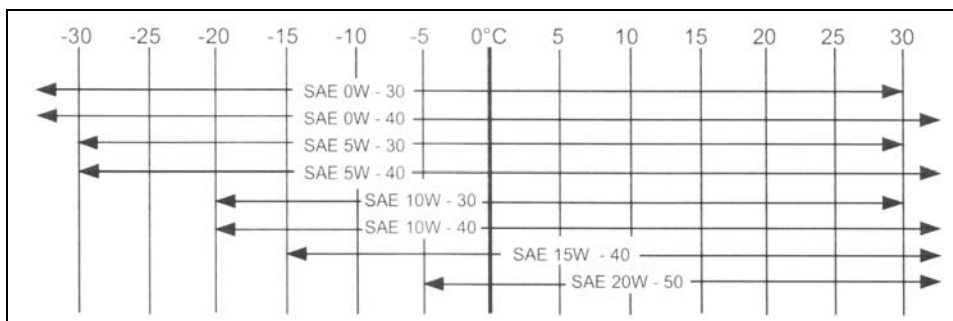 -30 -25 -20 -15 -10 -5 0°C 5 10 15 20 25 30
SAE 0W - 30
SAE 0W - 40
SAE 5W - 30
SAE 5W - 40
SAE 10W - 30
SAE 10W - 40
SAE 15W - 40
SAE 20W - 50